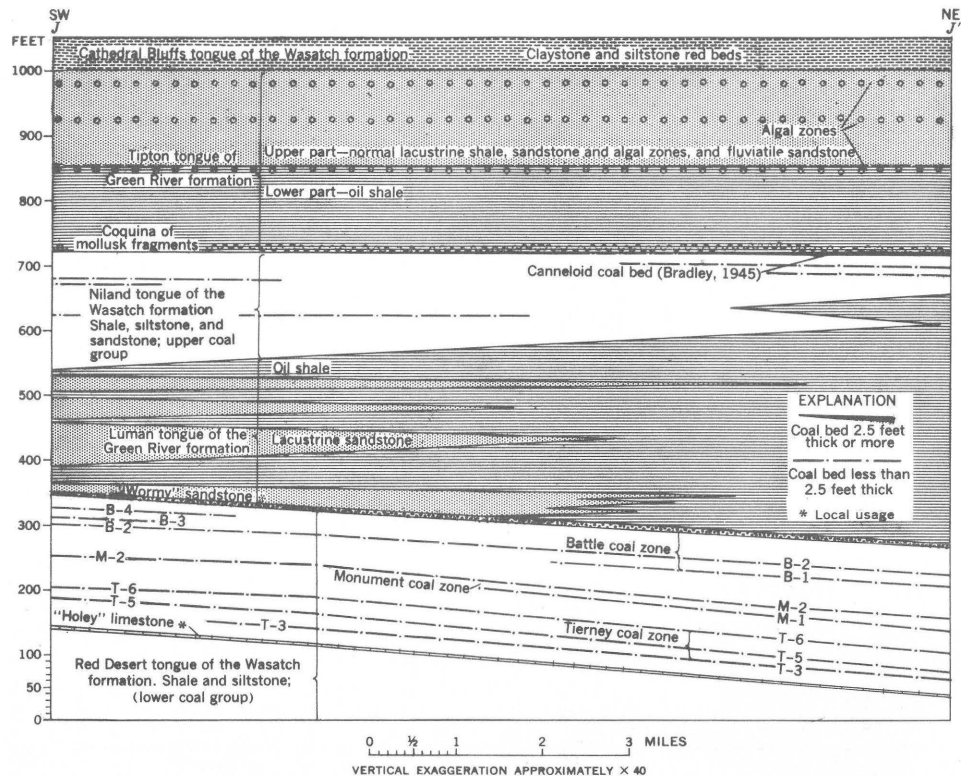 SW
J
NE
J'
FEET
Cathedral Bluffs tongue of the Wasatch formation
Claystone and siltstone red beds
1000
Algal zones
900
Upper part—normal lacustrine shale, sandstone and algal zones, and fluviatile sandstone
Tipton tongue of
Green River formation
Lower part—oil shale
800
Coquina of
mollusk fragments
700
Canneloid coal bed (Bradley, 1945)
Niland tongue of the
Wasatch formation
Shale, siltstone, and
sandstone; upper coal
group
600
Oil shale
500
EXPLANATION
Coal bed 2.5 feet
thick or more
Coal bed less than
2.5 feet thick
* Local usage
Luman tongue of the
Green River formation
Lacustrine sandstone
400
"Wormy" sandstone *
B-4
B-3
300
B-2
Battle coal zone
B-2
B-1
M-2
Monument coal zone
M-2
M-1
200
T-6
T-5
"Holey" limestone *
T-3
Tierney coal zone
T-6
T-5
T-3
100
Red Desert tongue of the Wasatch
formation. Shale and siltstone;
(lower coal group)
50
0
0 ½ 1 2 3 MILES
VERTICAL EXAGGERATION APPROXIMATELY × 40